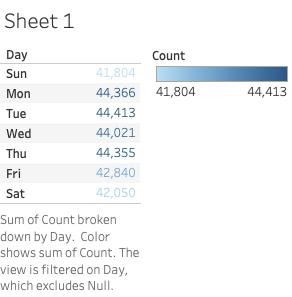 Sheet 1
Day
Sun 41,804
Mon 44,366
Tue 44,413
Wed 44,021
Thu 44,355
Fri 42,840
Sat 42,050
Count
41,804 44,413
Sum of Count broken
down by Day. Color
shows sum of Count. The
view is filtered on Day,
which excludes Null.